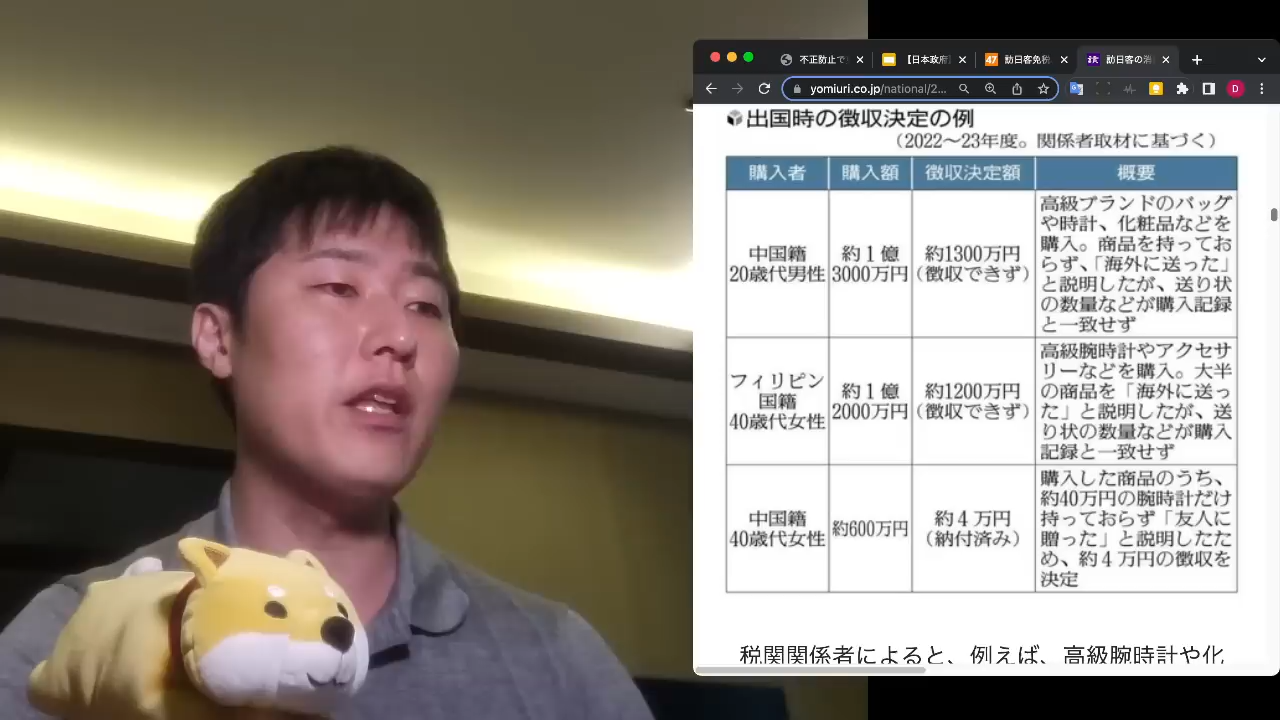 不正防止で
【日本政府
47 訪日客免税
読 訪日客の消
yomiuri.co.jp/national/2...
D
出国時の徴収決定の例
(2022〜23年度。関係者取材に基づく)
購入者 購入額 徴収決定額 概要
中国籍
20歳代男性
約1億
3000万円
約1300万円
(徴収できず)
高級ブランドのバッグ
や時計、化粧品などを
購入。商品を持ってお
らず、「海外に送った」
と説明したが、送り状
の数量などが購入記録
と一致せず
フィリピン
国籍
40歳代女性
約1億
2000万円
約1200万円
(徴収できず)
高級腕時計やアクセサ
リーなどを購入。大半
の商品を「海外に送っ
た」と説明したが、送
り状の数量などが購入
記録と一致せず
中国籍
40歳代女性
約600万円
約4万円
(納付済み)
購入した商品のうち、
約40万円の腕時計だけ
持っておらず「友人に
贈った」と説明したた
め、約4万円の徴収を
決定
税関関係者によると、例えば、高級腕時計や化